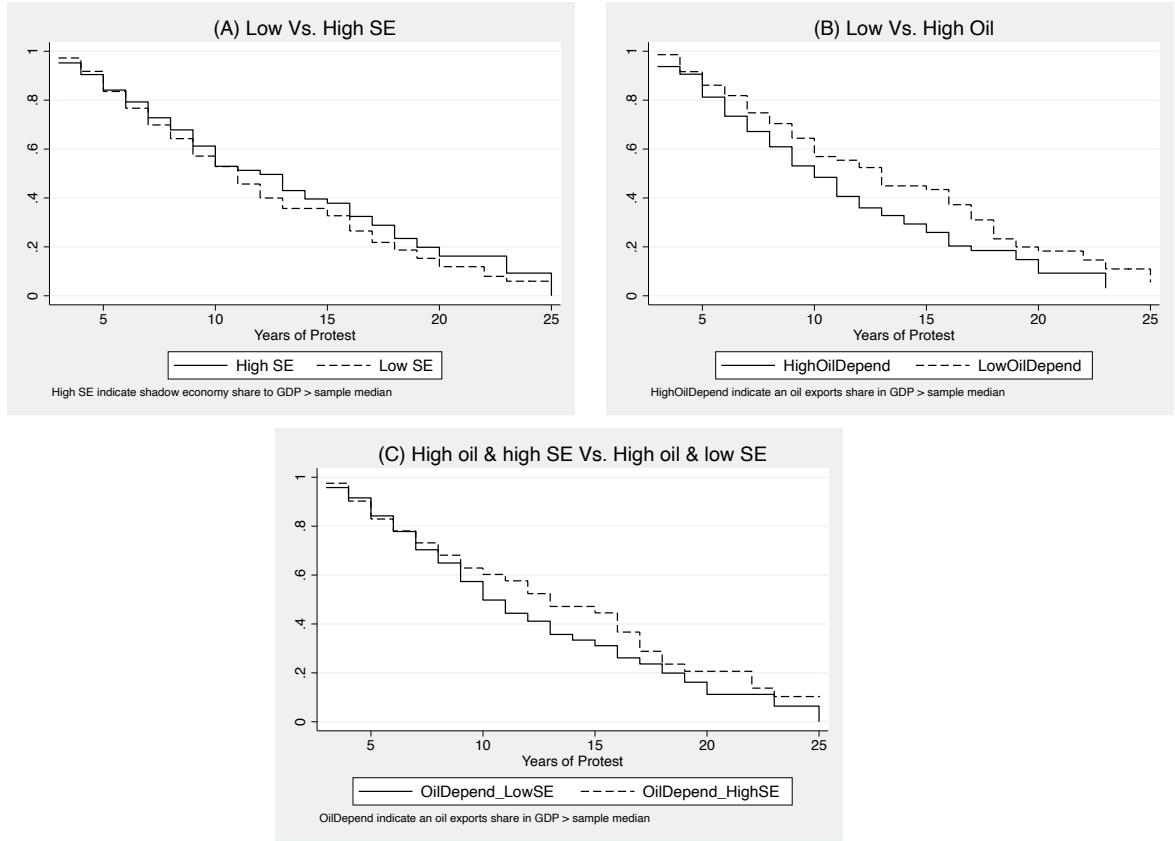 (A) Low Vs. High SE
1
.8
.6
.4
.2
0
5 10 15 20 25
Years of Protest
High SE Low SE
High SE indicate shadow economy share to GDP > sample median
(B) Low Vs. High Oil
1
.8
.6
.4
.2
0
5 10 15 20 25
Years of Protest
HighOilDepend LowOilDepend
HighOilDepend indicate an oil exports share in GDP > sample median
(C) High oil & high SE Vs. High oil & low SE
1
.8
.6
.4
.2
0
5 10 15 20 25
Years of Protest
OilDepend_LowSE OilDepend_HighSE
OilDepend indicate an oil exports share in GDP > sample median